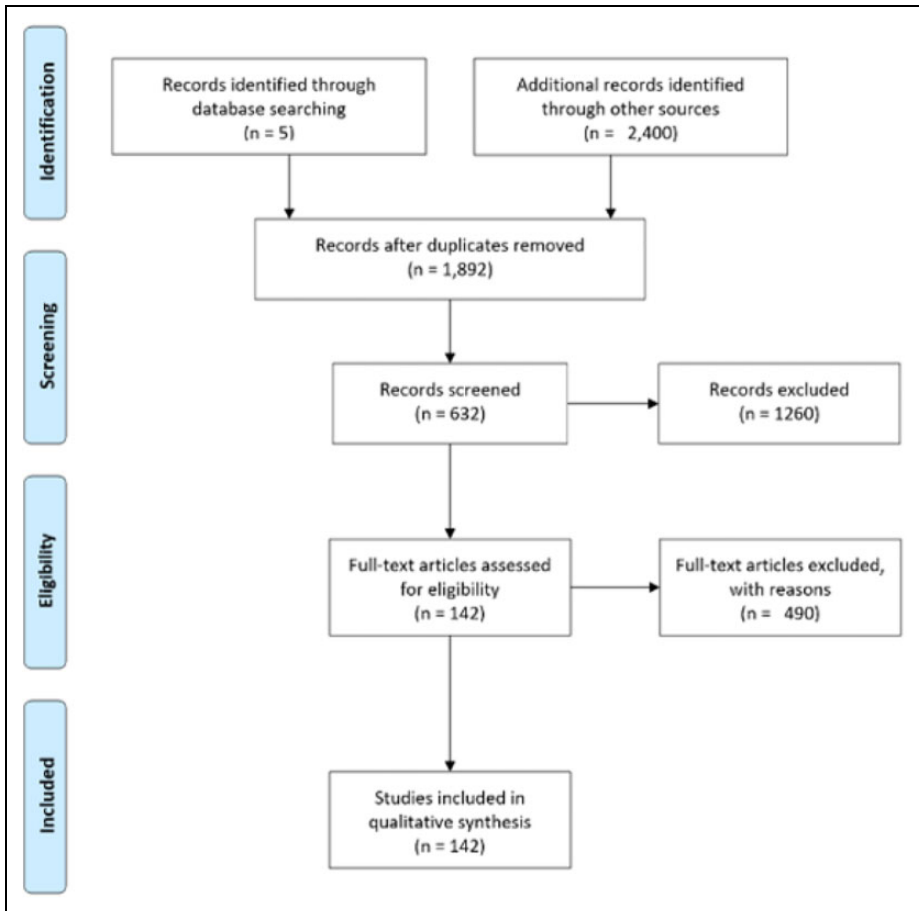 Identification
Records identified through
database searching
(n = 5)
Additional records identified
through other sources
(n = 2,400)
Records after duplicates removed
(n = 1,892)
Screening
Records screened
(n = 632)
Records excluded
(n = 1260)
Eligibility
Full-text articles assessed
for eligibility
(n = 142)
Full-text articles excluded,
with reasons
(n = 490)
Included
Studies included in
qualitative synthesis
(n = 142)